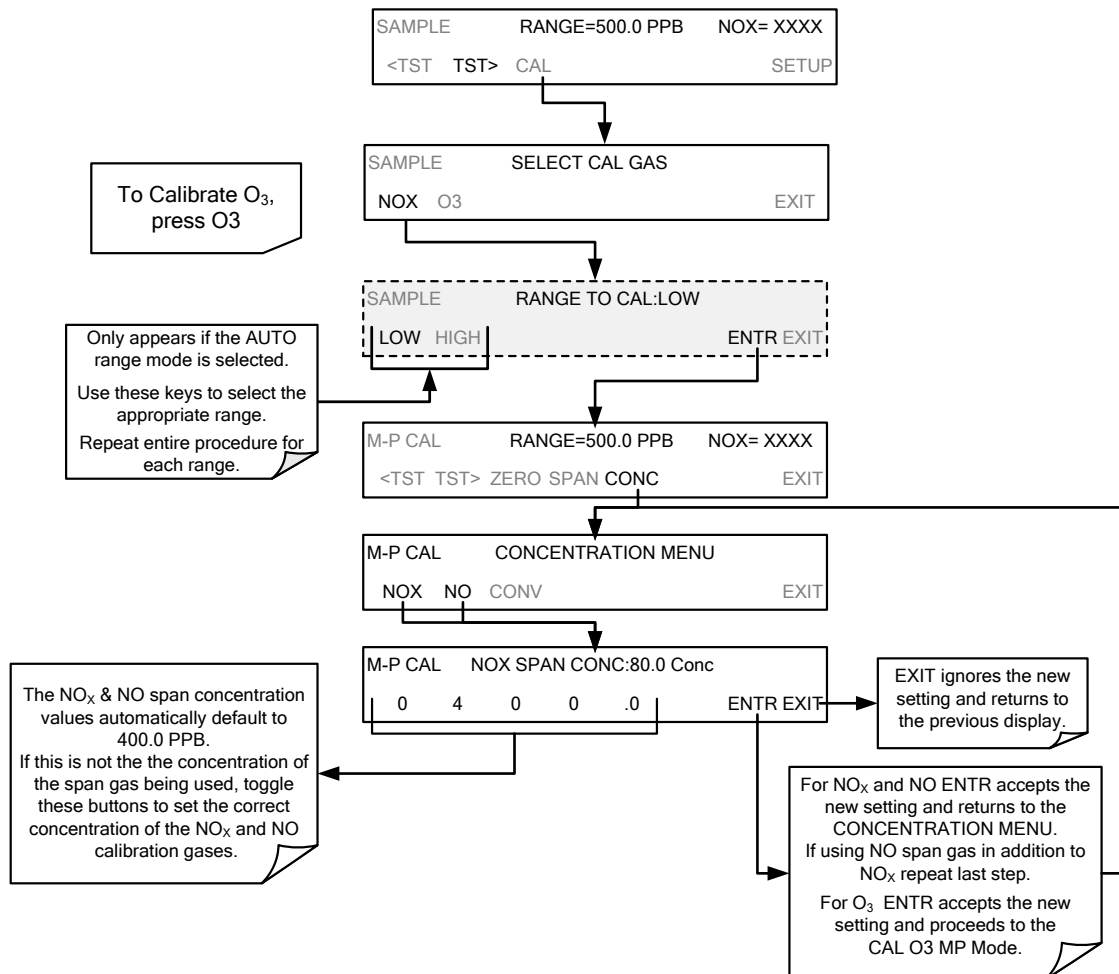 SAMPLE RANGE=500.0 PPB NOX= XXXX
<TST TST> CAL SETUP
SAMPLE SELECT CAL GAS
NOX O3 EXIT
To Calibrate O3,
press O3
SAMPLE RANGE TO CAL:LOW
LOW HIGH ENTR EXIT
Only appears if the AUTO
range mode is selected.
Use these keys to select the
appropriate range.
Repeat entire procedure for
each range.
M-P CAL RANGE=500.0 PPB NOX= XXXX
<TST TST> ZERO SPAN CONC EXIT
M-P CAL CONCENTRATION MENU
NOX NO CONV EXIT
M-P CAL NOX SPAN CONC:80.0 Conc
0 4 0 0 .0 ENTR EXIT
The NOX & NO span concentration
values automatically default to
400.0 PPB.
If this is not the the concentration of
the span gas being used, toggle
these buttons to set the correct
concentration of the NOX and NO
calibration gases.
EXIT ignores the new
setting and returns to
the previous display.
For NOX and NO ENTR accepts the
new setting and returns to the
CONCENTRATION MENU.
If using NO span gas in addition to
NOX repeat last step.
For O3 ENTR accepts the new
setting and proceeds to the
CAL O3 MP Mode.